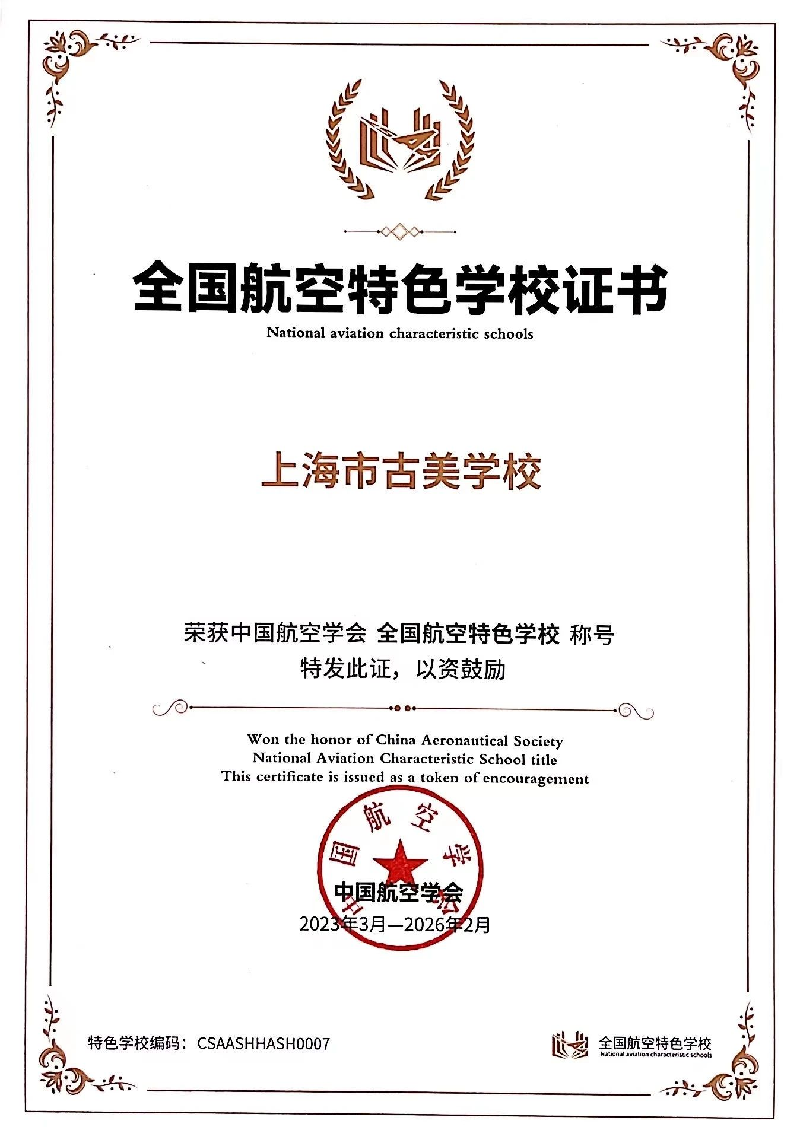 全国航空特色学校证书
National aviation characteristic schools
上海市古美学校
荣获中国航空学会 全国航空特色学校 称号
特发此证，以资鼓励
Won the honor of China Aeronautical Society
National Aviation Characteristic School title
This certificate is issued as a token of encouragement
中国航空学会
中国航空学会
2023年3月—2026年2月
特色学校编码：CSAASHHASH0007
全国航空特色学校
National aviation characteristic schools